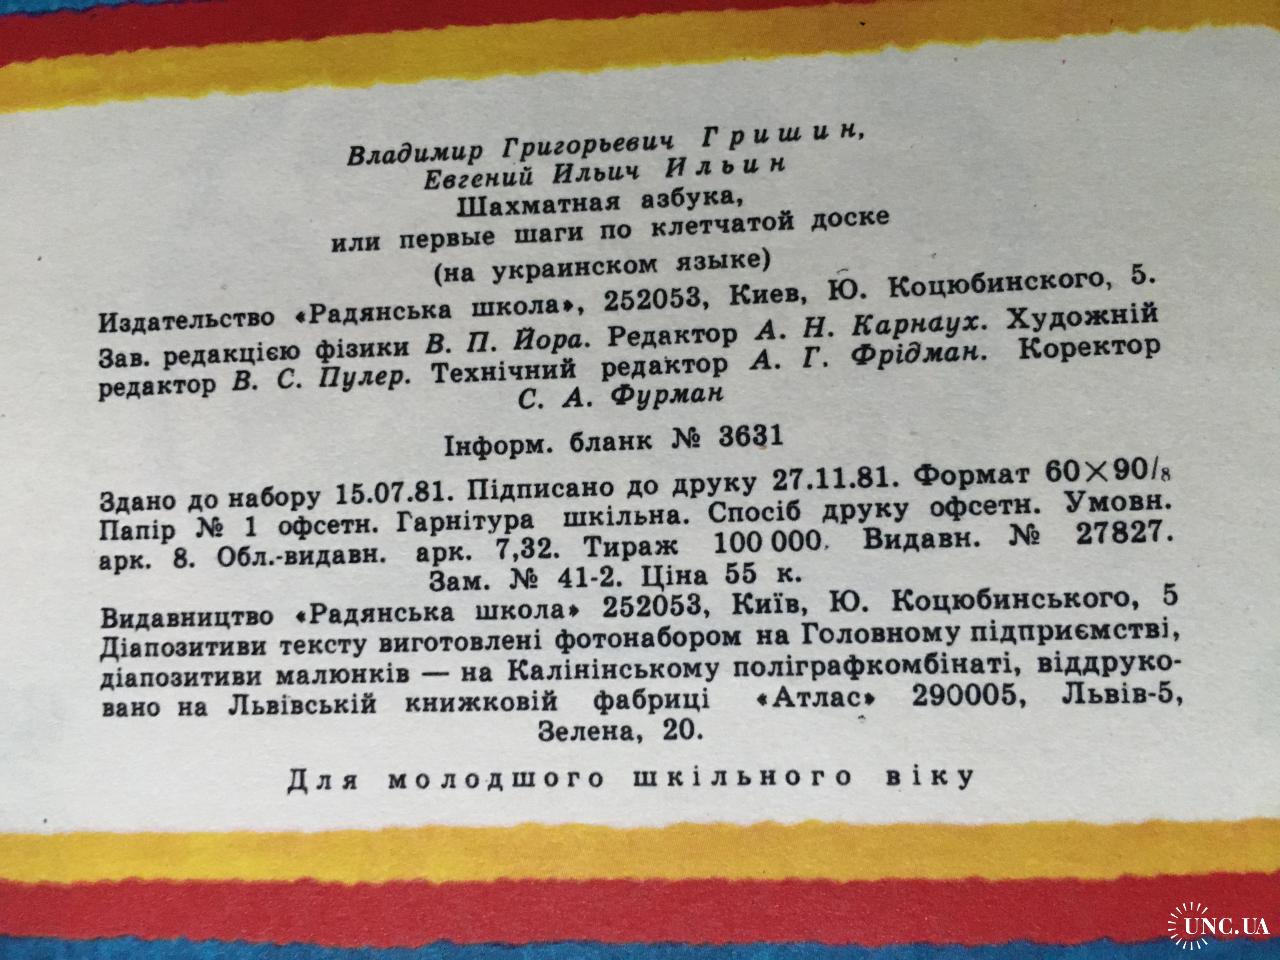 Владимир Григорьевич Гришин,
Евгений Ильич Ильин
Шахматная азбука,
или первые шаги по клетчатой доске
(на украинском языке)
Издательство «Радянська школа», 252053, Киев, Ю. Коцюбинского, 5.
Зав. редакцією фізики В. П. Йора. Редактор А. Н. Карнаух. Художній
редактор В. С. Пулер. Технічний редактор А. Г. Фрідман. Коректор
С. А. Фурман
Інформ. бланк № 3631
Здано до набору 15.07.81. Підписано до друку 27.11.81. Формат 60×90/8
Папір № 1 офсетн. Гарнітура шкільна. Спосіб друку офсетн. Умовн.
арк. 8. Обл.-видавн. арк. 7,32. Тираж 100 000. Видавн. № 27827.
Зам. № 41-2. Ціна 55 к.
Видавництво «Радянська школа» 252053, Київ, Ю. Коцюбинського, 5
Діапозитиви тексту виготовлені фотонабором на Головному підприємстві,
діапозитиви малюнків — на Калінінському поліграфкомбінаті, віддруко-
вано на Львівській книжковій фабриці «Атлас» 290005, Львів-5,
Зелена, 20.
Для молодшого шкільного віку
UNC.UA